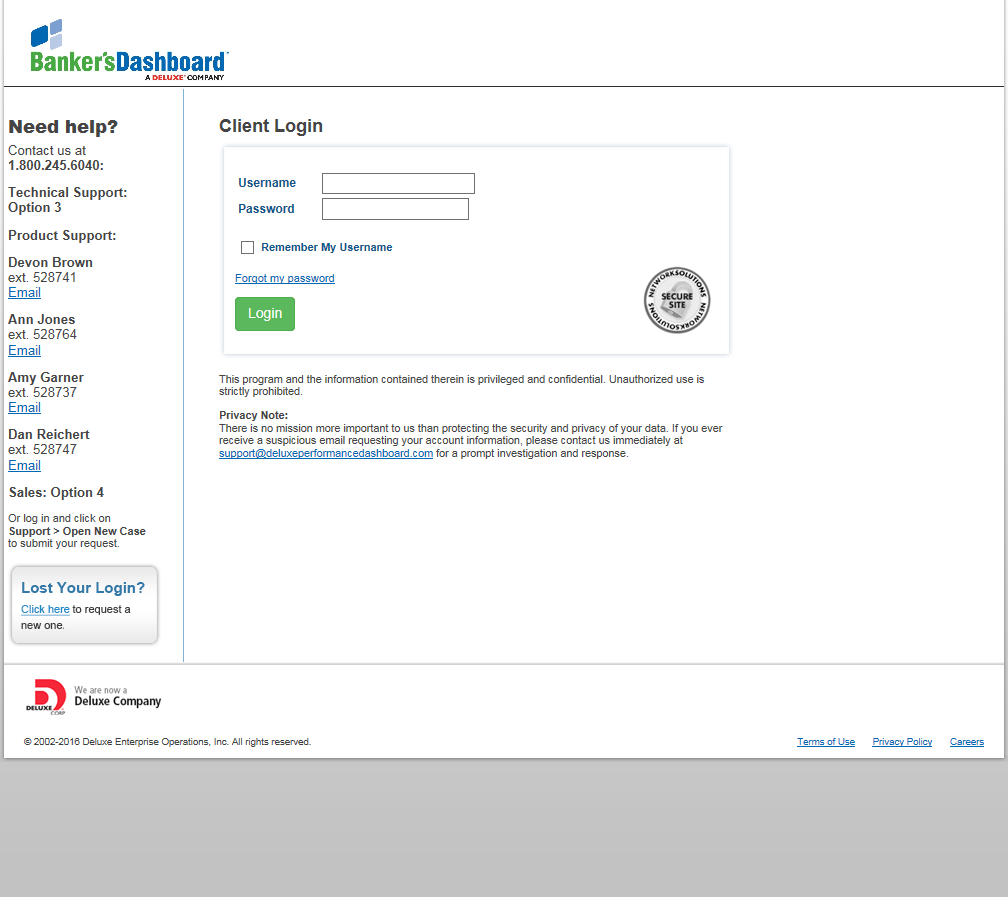 Banker'sDashboard
A DELUXE COMPANY
Need help?
Contact us at
1.800.245.6040:
Technical Support:
Option 3
Product Support:
Devon Brown
ext. 528741
Email
Ann Jones
ext. 528764
Email
Amy Garner
ext. 528737
Email
Dan Reichert
ext. 528747
Email
Sales: Option 4
Or log in and click on
Support > Open New Case
to submit your request.
Lost Your Login?
Click here to request a
new one.
Client Login
Username
Password
Remember My Username
Forgot my password
Login
NETWORKSOLUTIONS
SECURE
SITE
NETWORKSOLUTIONS
This program and the information contained therein is privileged and confidential. Unauthorized use is
strictly prohibited.
Privacy Note:
There is no mission more important to us than protecting the security and privacy of your data. If you ever
receive a suspicious email requesting your account information, please contact us immediately at
support@deluxeperformancedashboard.com for a prompt investigation and response.
DELUXE
CORP
We are now a
Deluxe Company
© 2002-2016 Deluxe Enterprise Operations, Inc. All rights reserved.
Terms of Use Privacy Policy Careers